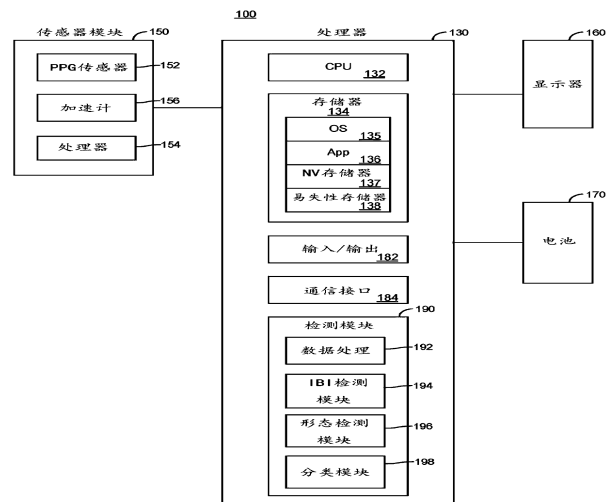 100
传感器模块 150
PPG传感器 152
加速计 156
处理器 154
处理器 130
CPU 132
存储器
134
OS
135
App
136
NV存储器
137
易失性存储器
138
输入/输出
182
通信接口
184
检测模块 190
数据处理 192
IBI检测
模块 194
形态检测
模块 196
分类模块 198
160
显示器
170
电池